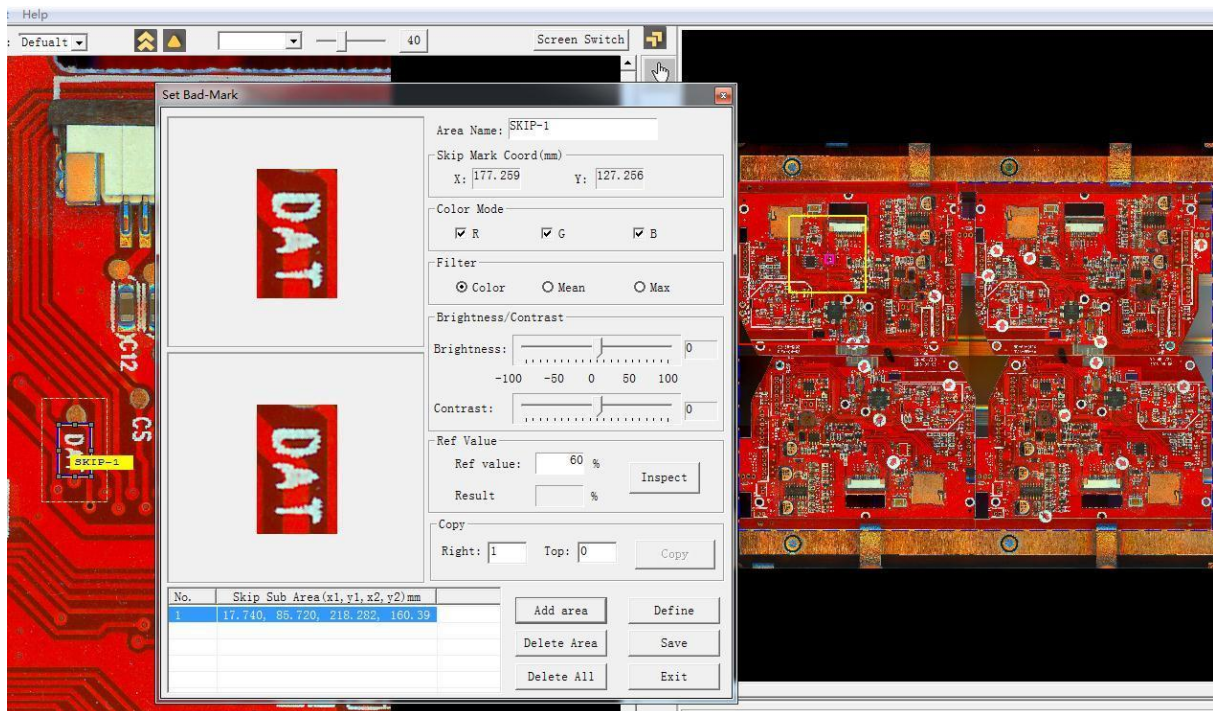 Help
: Defualt
40
Screen Switch
Set Bad-Mark
Area Name: SKIP-1
Skip Mark Coord(mm)
X: 177.259 Y: 127.256
Color Mode
R G B
Filter
Color Mean Max
Brightness/Contrast
Brightness: 0
-100 -50 0 50 100
Contrast: 0
Ref Value
Ref value: 60 %
Inspect
Result %
Copy
Right: 1 Top: 0 Copy
No. Skip Sub Area(x1,y1,x2,y2)mm
1 17.740, 85.720, 218.282, 160.39
Add area Define
Delete Area Save
Delete All Exit
DAT
DAT
C12
CS
DA
SKIP-1